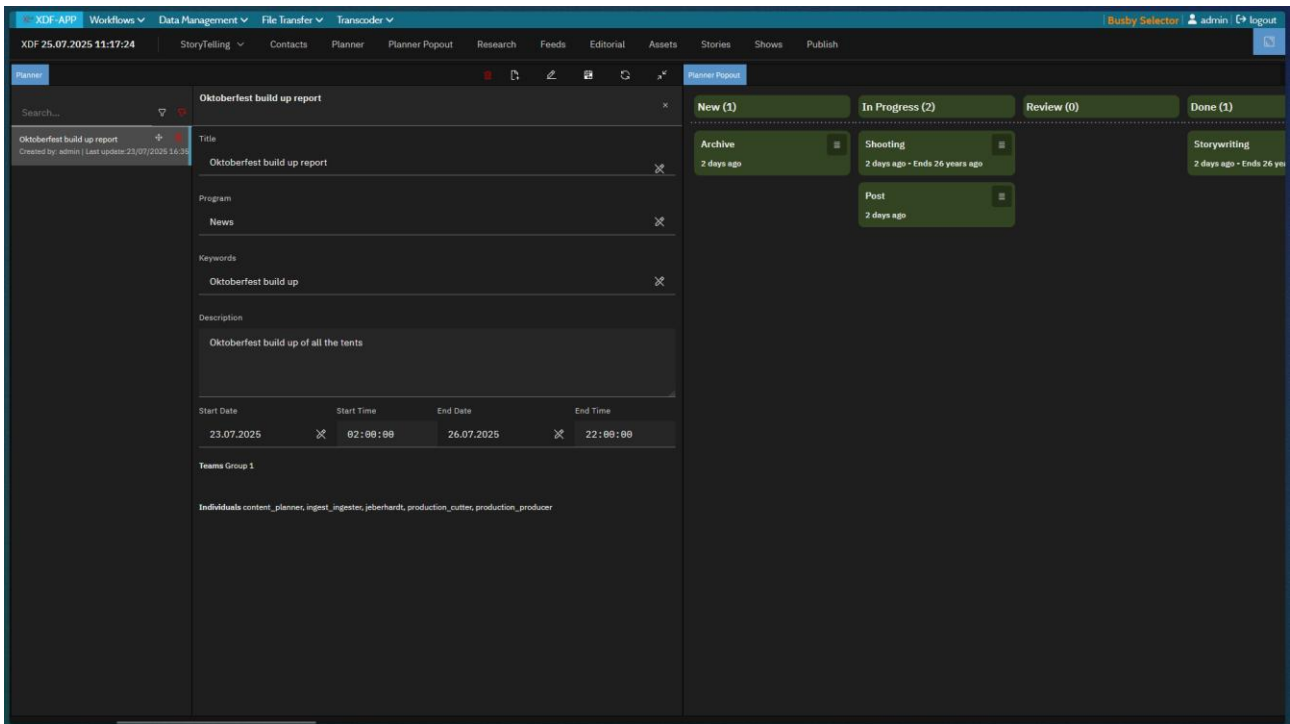 XDF-APP Workflows Data Management File Transfer Transcoder Busby Selector admin logout
XDF 25.07.2025 11:17:24 StoryTelling Contacts Planner Planner Popout Research Feeds Editorial Assets Stories Shows Publish
Planner
Search...
Oktoberfest build up report
Created by: admin | Last update:23/07/2025 16:35
Oktoberfest build up report
Title
Oktoberfest build up report
Program
News
Keywords
Oktoberfest build up
Description
Oktoberfest build up of all the tents
Start Date Start Time End Date End Time
23.07.2025 02:00:00 26.07.2025 22:00:00
Teams Group 1
Individuals content_planner, ingest_ingester, jeberhardt, production_cutter, production_producer
Planner Popout
New (1) In Progress (2) Review (0) Done (1)
Archive
2 days ago
Shooting
2 days ago - Ends 26 years ago
Post
2 days ago
Storywriting
2 days ago - Ends 26 yea